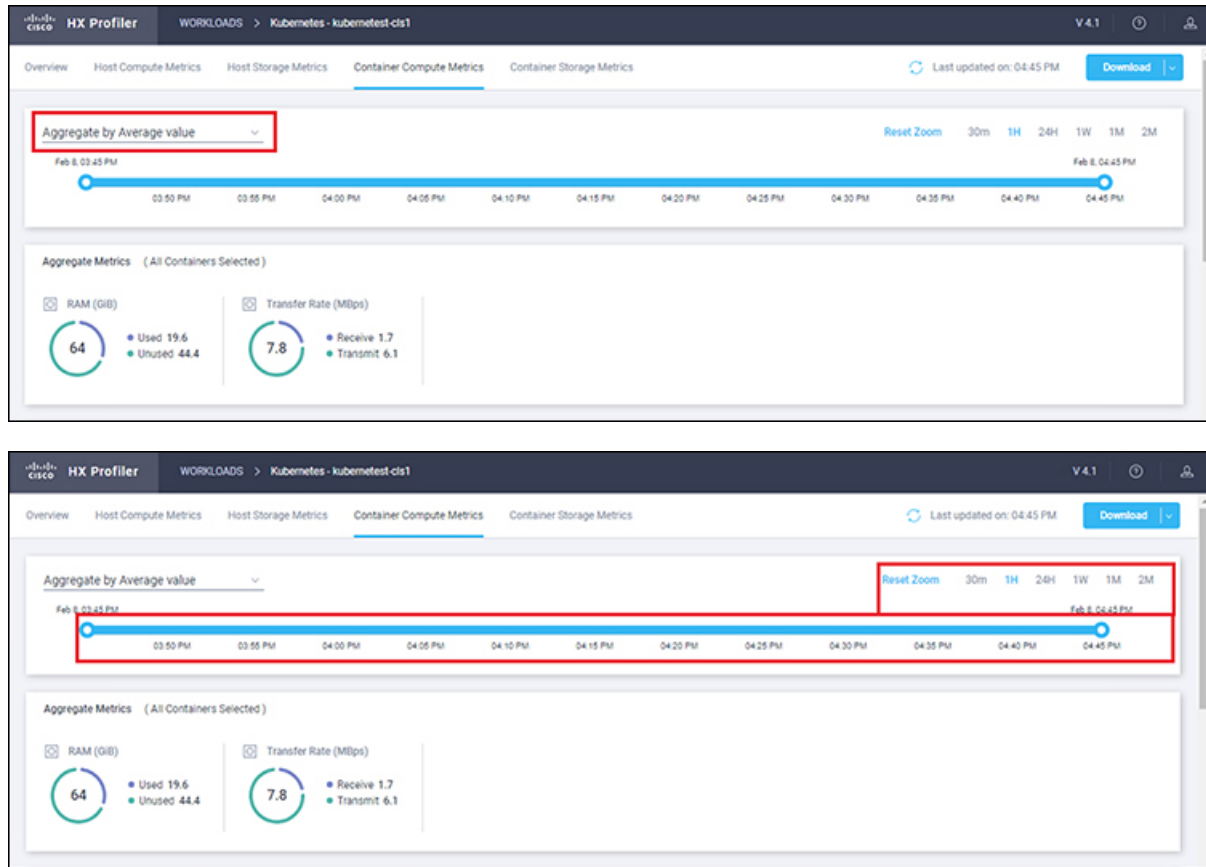 cisco HX Profiler WORKLOADS > Kubernetes - kubernetest-cls1 V 4.1
Overview Host Compute Metrics Host Storage Metrics Container Compute Metrics Container Storage Metrics Last updated on: 04:45 PM Download
Aggregate by Average value Reset Zoom 30m 1H 24H 1W 1M 2M
Feb 8, 03:45 PM Feb 8, 04:45 PM
03:50 PM 03:55 PM 04:00 PM 04:05 PM 04:10 PM 04:15 PM 04:20 PM 04:25 PM 04:30 PM 04:35 PM 04:40 PM 04:45 PM
Aggregate Metrics ( All Containers Selected )
RAM (GiB) Transfer Rate (MBps)
64 Used 19.6 7.8 Receive 1.7
Unused 44.4 Transmit 6.1
cisco HX Profiler WORKLOADS > Kubernetes - kubernetest-cls1 V 4.1
Overview Host Compute Metrics Host Storage Metrics Container Compute Metrics Container Storage Metrics Last updated on: 04:45 PM Download
Aggregate by Average value Reset Zoom 30m 1H 24H 1W 1M 2M
Feb 8, 03:45 PM Feb 8, 04:45 PM
03:50 PM 03:55 PM 04:00 PM 04:05 PM 04:10 PM 04:15 PM 04:20 PM 04:25 PM 04:30 PM 04:35 PM 04:40 PM 04:45 PM
Aggregate Metrics ( All Containers Selected )
RAM (GiB) Transfer Rate (MBps)
64 Used 19.6 7.8 Receive 1.7
Unused 44.4 Transmit 6.1